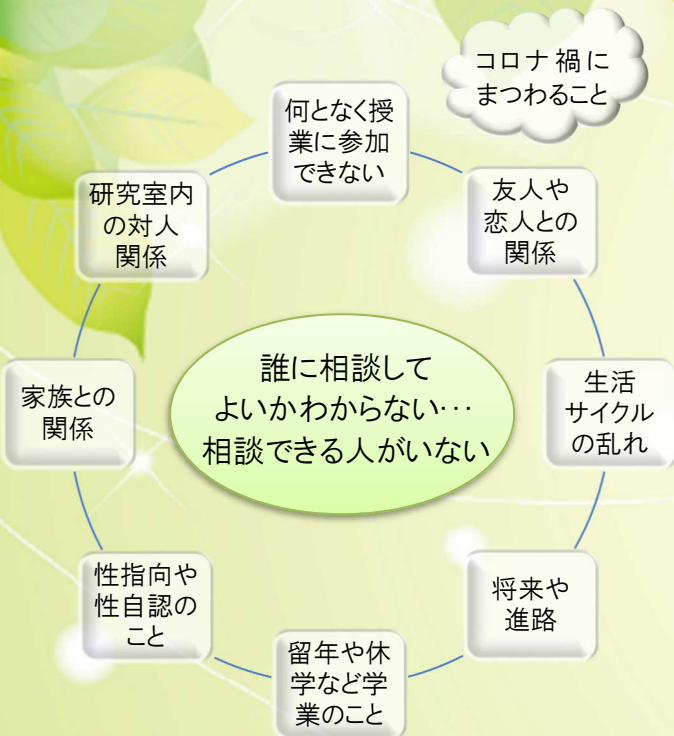 コロナ禍に
まつわること
何となく授
業に参加
できない
友人や
恋人との
関係
生活
サイクル
の乱れ
将来や
進路
留年や休
学など学
業のこと
性指向や
性自認の
こと
家族との
関係
研究室内
の対人
関係
誰に相談して
よいかわからない…
相談できる人がいない